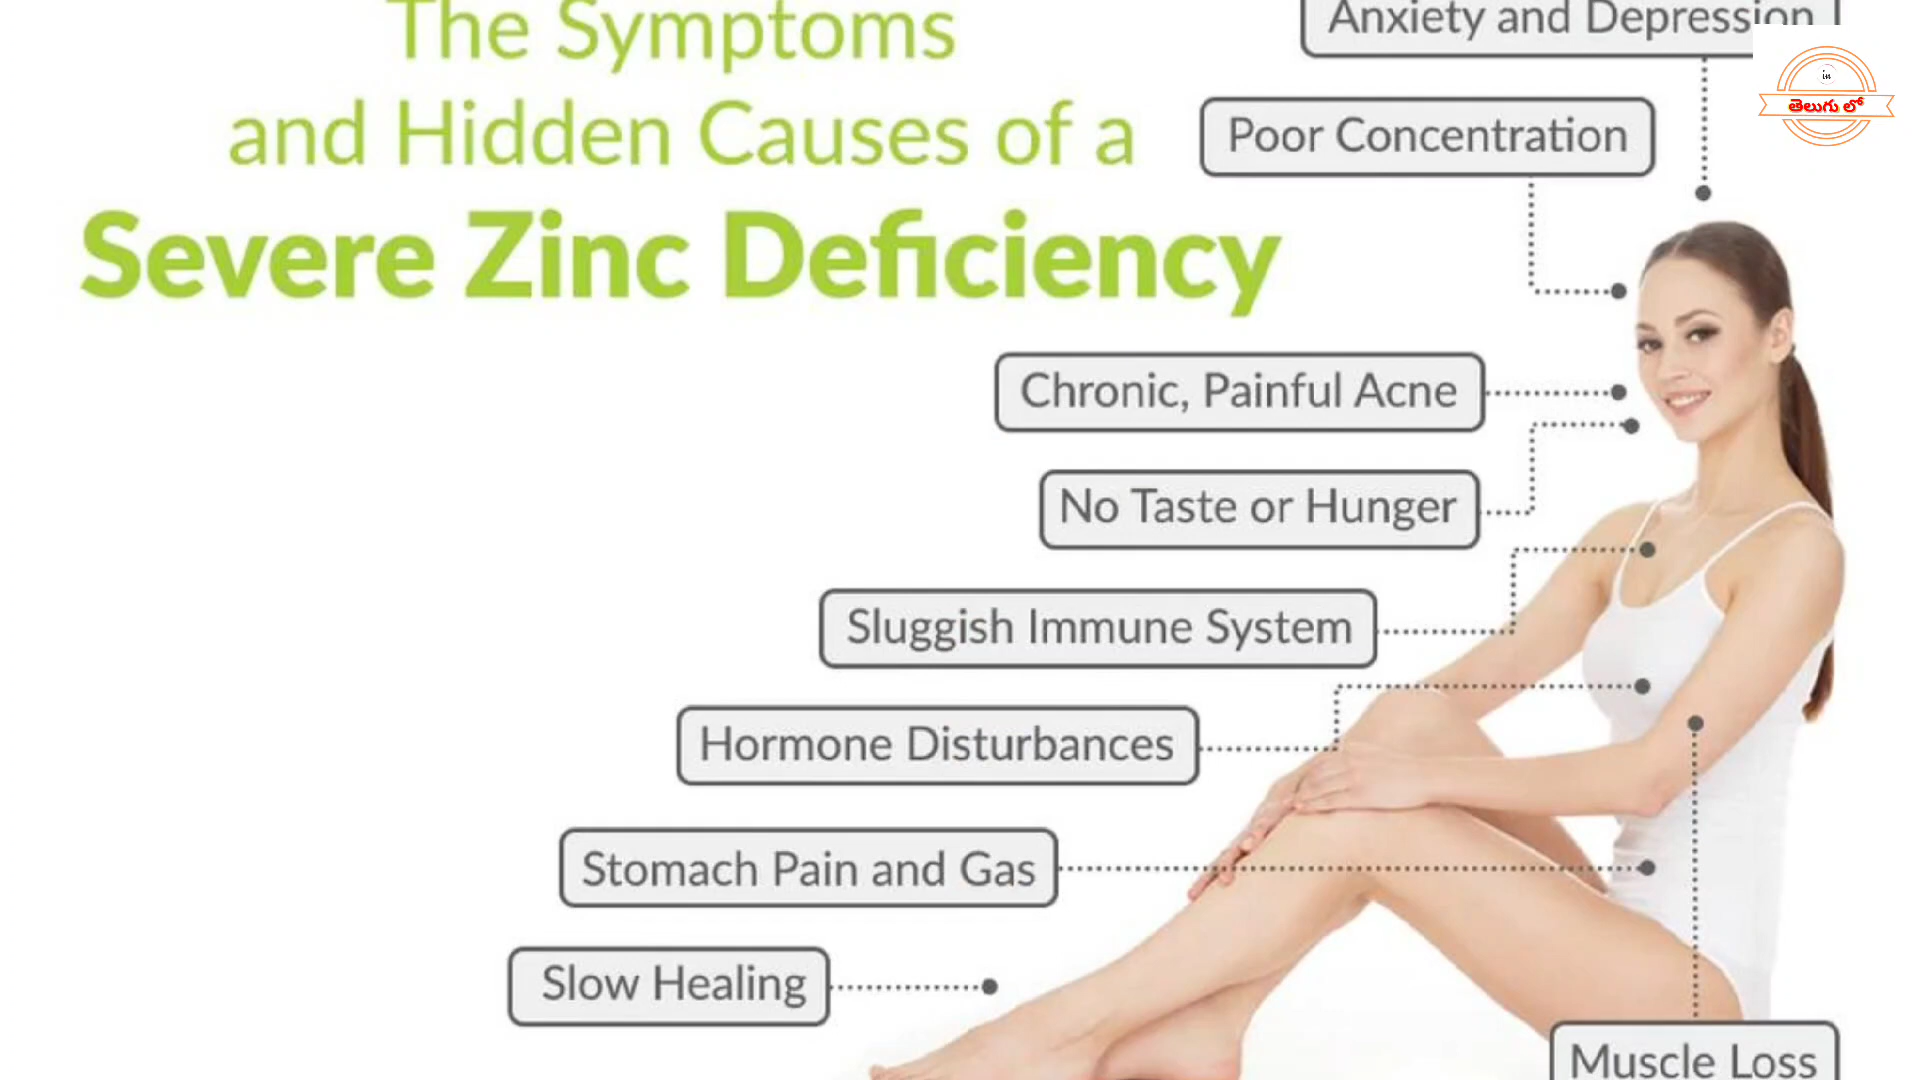 The Symptoms
and Hidden Causes of a
Severe Zinc Deficiency
Anxiety and Depression
in
తెలుగు లో
Poor Concentration
Chronic, Painful Acne
No Taste or Hunger
Sluggish Immune System
Hormone Disturbances
Stomach Pain and Gas
Slow Healing
Muscle Loss